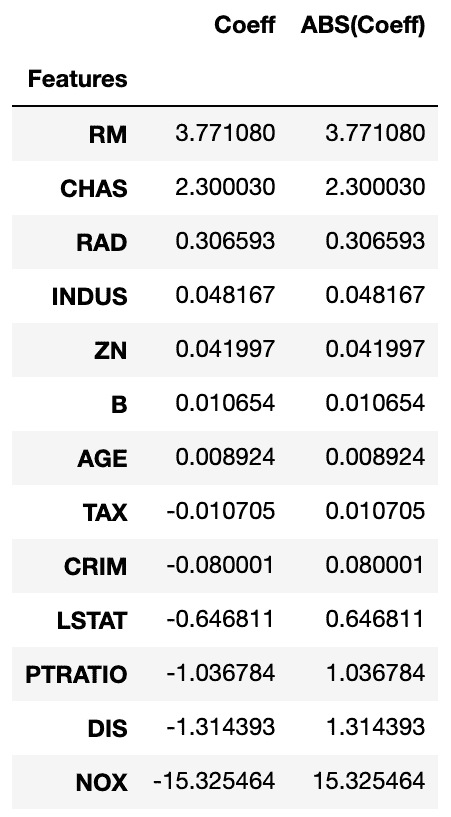 Coeff ABS(Coeff)
Features
RM 3.771080 3.771080
CHAS 2.300030 2.300030
RAD 0.306593 0.306593
INDUS 0.048167 0.048167
ZN 0.041997 0.041997
B 0.010654 0.010654
AGE 0.008924 0.008924
TAX -0.010705 0.010705
CRIM -0.080001 0.080001
LSTAT -0.646811 0.646811
PTRATIO -1.036784 1.036784
DIS -1.314393 1.314393
NOX -15.325464 15.325464